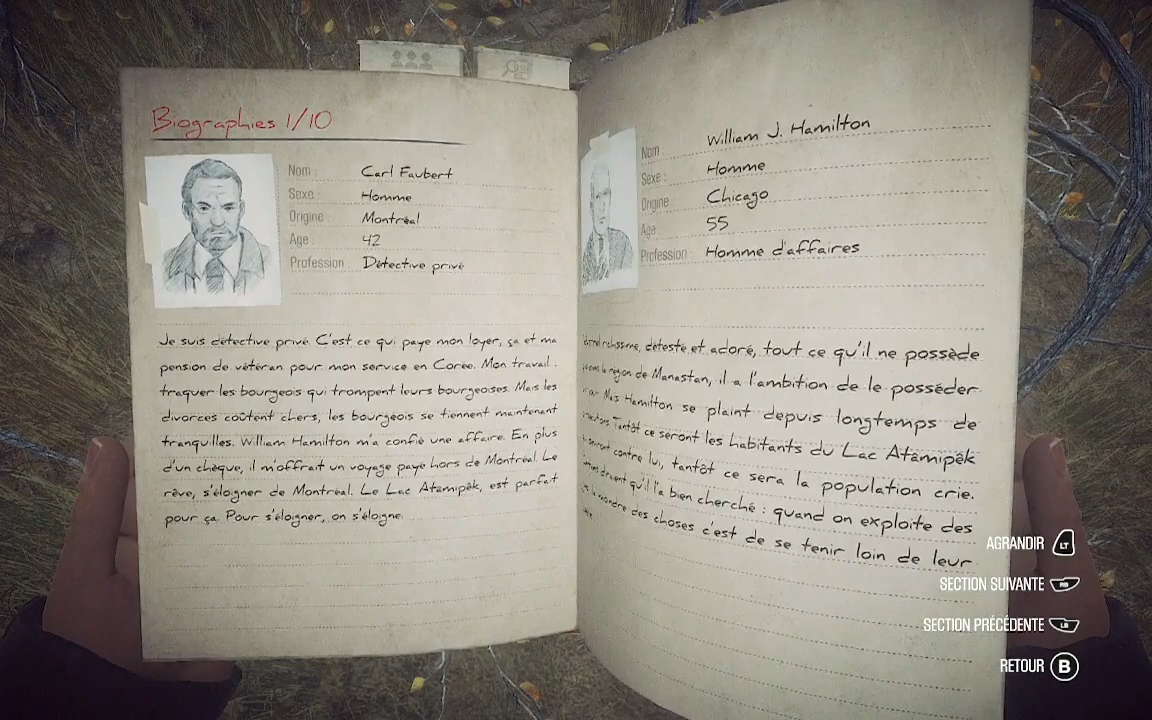 Biographies 1/10
Nom : Carl Faubert
Sexe : Homme
Origine Montréal
Age : 42
Profession : Détective privé
Je suis détective privé. C'est ce qui paye mon loyer, ça et ma
pension de vétéran pour mon service en Corée. Mon travail :
traquer les bourgeois qui trompent leurs bourgeoises. Mais les
divorces coûtent chers, les bourgeois se tiennent maintenant
tranquilles. William Hamilton m'a confié une affaire. En plus
d'un chèque, il m'offrait un voyage payé hors de Montréal. Le
rêve, s'éloigner de Montréal. Le Lac Atamipêk, est parfait
pour ça. Pour s'éloigner, on s'éloigne.
Nom : William J. Hamilton
Sexe : Homme
Origine : Chicago
Age 55
Profession : Homme d'affaires
détesté et adoré, tout ce qu'il ne possède
région de Manastan, il a l'ambition de le posséder
Mais Hamilton se plaint depuis longtemps de
Tantôt ce seront les habitants du Lac Atamipêk
contre lui, tantôt ce sera la population crie.
qu'il l'a bien cherché : quand on exploite des
moindre des choses c'est de se tenir loin de leur
AGRANDIR LT
SECTION SUIVANTE RB
SECTION PRÉCÉDENTE LB
RETOUR B